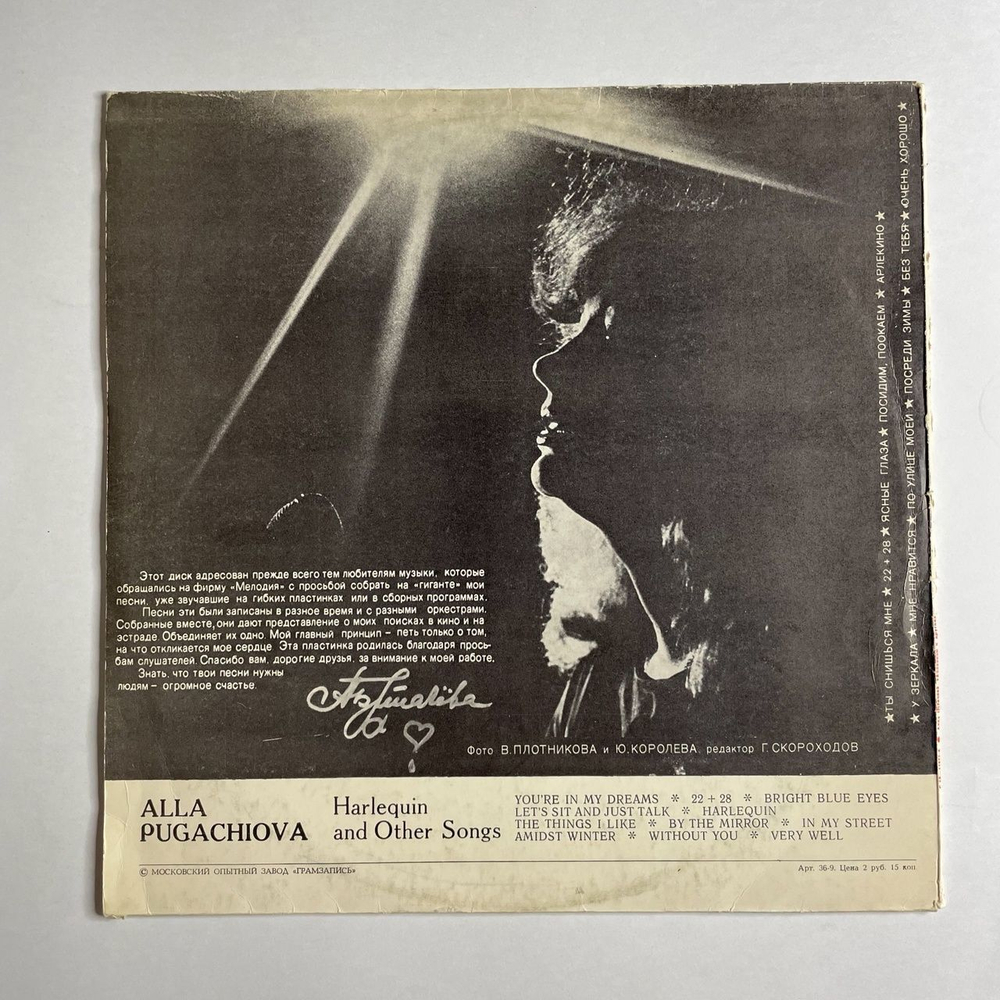 Этот диск адресован прежде всего тем любителям музыки, которые
обращались на фирму «Мелодия» с просьбой собрать на «гиганте» мои
песни, уже звучавшие на гибких пластинках или в сборных программах.
Песни эти были записаны в разное время и с разными оркестрами.
Собранные вместе, они дают представление о моих поисках в кино и на
эстраде. Объединяет их одно. Мой главный принцип – петь только о том,
на что откликается мое сердце. Эта пластинка родилась благодаря прось-
бам слушателей. Спасибо вам, дорогие друзья, за внимание к моей работе.
Знать, что твои песни нужны
людям – огромное счастье.
Фото В.ПЛОТНИКОВА и Ю.КОРОЛЕВА, редактор Г.СКОРОХОДОВ
★ТЫ СНИШЬСЯ МНЕ ★ 22 + 28 ★ ЯСНЫЕ ГЛАЗА ★ ПОСИДИМ, ПООКАЕМ ★ АРЛЕКИНО ★
★ У ЗЕРКАЛА ★ МНЕ НРАВИТСЯ ★ ПО УЛИЦЕ МОЕЙ ★ ПОСРЕДИ ЗИМЫ ★ БЕЗ ТЕБЯ ★ ОЧЕНЬ ХОРОШО ★
ALLA
PUGACHIOVA
Harlequin
and Other Songs
YOU'RE IN MY DREAMS * 22 + 28 * BRIGHT BLUE EYES
LET'S SIT AND JUST TALK * HARLEQUIN
THE THINGS I LIKE * BY THE MIRROR * IN MY STREET
AMIDST WINTER * WITHOUT YOU * VERY WELL
© МОСКОВСКИЙ ОПЫТНЫЙ ЗАВОД «ГРАМЗАПИСЬ»
Арт. 36-9. Цена 2 руб. 15 коп.